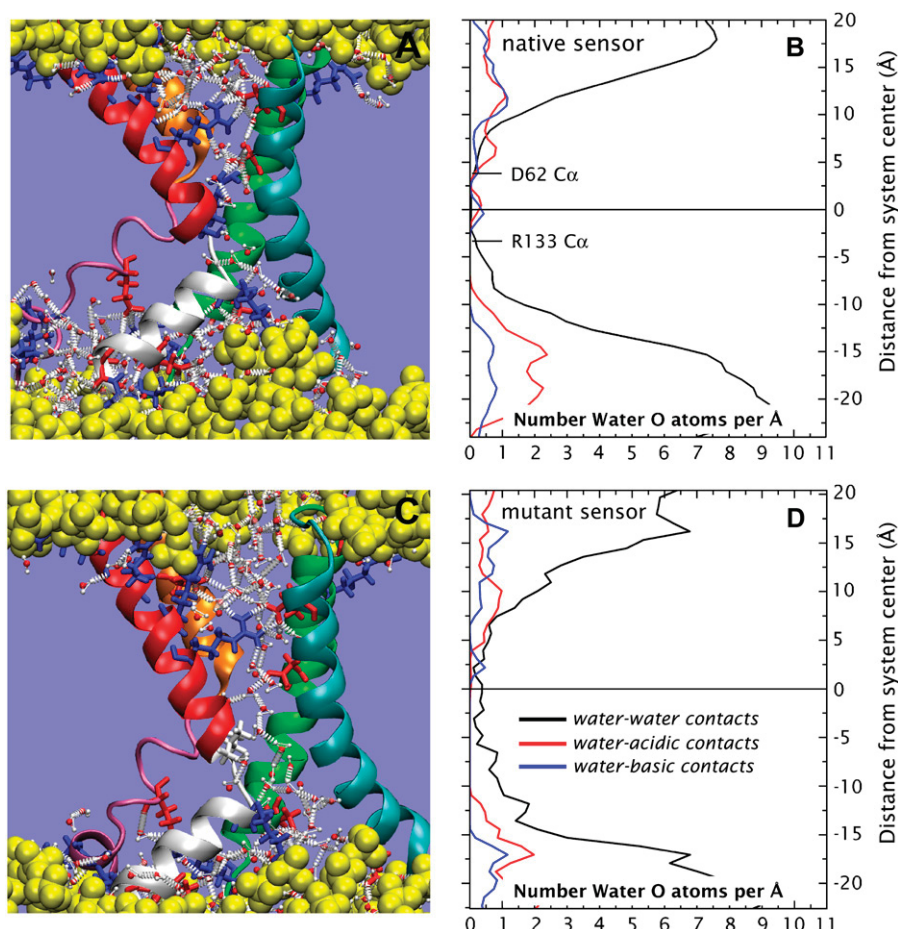 A
B
native sensor
D62 Cα
R133 Cα
Number Water O atoms per Å
20
15
10
5
0
-5
-10
-15
-20
Distance from system center (Å)
0 1 2 3 4 5 6 7 8 9 10 11
C
D
mutant sensor
water-water contacts
water-acidic contacts
water-basic contacts
Number Water O atoms per Å
20
15
10
5
0
-5
-10
-15
-20
Distance from system center (Å)
0 1 2 3 4 5 6 7 8 9 10 11